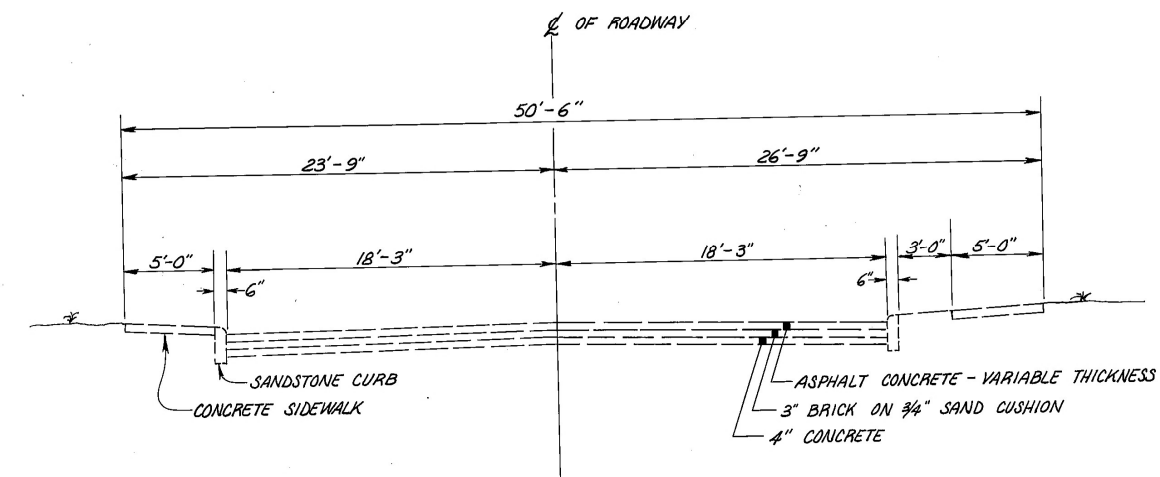 ℄ OF ROADWAY
50'-6"
23'-9"
26'-9"
5'-0"
18'-3"
18'-3"
3'-0"
5'-0"
6"
6"
SANDSTONE CURB
CONCRETE SIDEWALK
ASPHALT CONCRETE - VARIABLE THICKNESS
3" BRICK ON 3/4" SAND CUSHION
4" CONCRETE